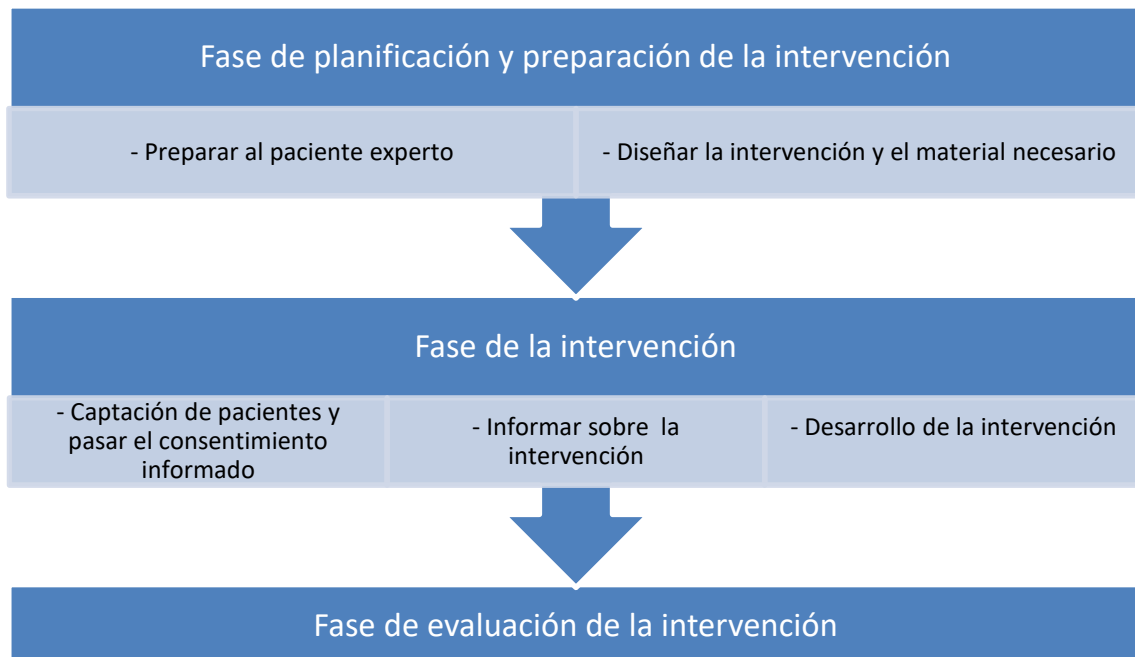 Fase de planificación y preparación de la intervención
- Preparar al paciente experto
- Diseñar la intervención y el material necesario
Fase de la intervención
- Captación de pacientes y
pasar el consentimiento
informado
- Informar sobre la
intervención
- Desarrollo de la intervención
Fase de evaluación de la intervención